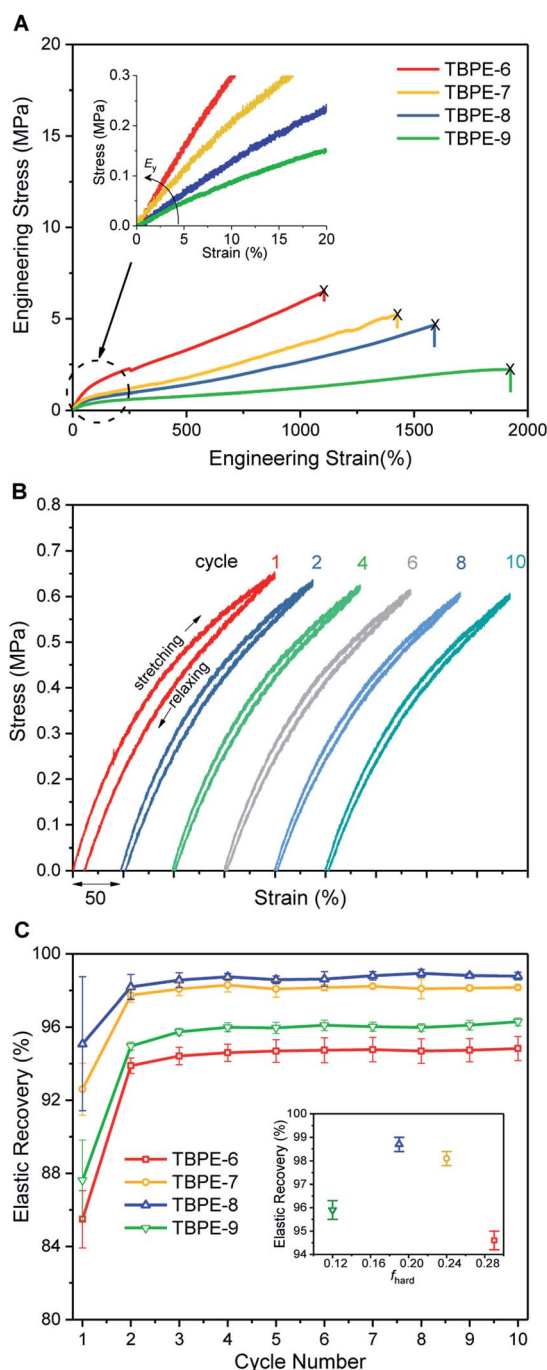 A
20
15
10
5
0
Engineering Stress (MPa)
0 500 1000 1500 2000
Engineering Strain(%)
TBPE-6
TBPE-7
TBPE-8
TBPE-9
0.3
0.2
0.1
0.0
Stress (MPa)
Ey
0 5 10 15 20
Strain (%)
X X X X
B
0.8
0.7
0.6
0.5
0.4
0.3
0.2
0.1
0.0
Stress (MPa)
cycle 1 2 4 6 8 10
stretching
relaxing
50
Strain (%)
C
100
96
92
88
84
80
Elastic Recovery (%)
TBPE-6
TBPE-7
TBPE-8
TBPE-9
Elastic Recovery (%)
100
99
98
97
96
95
94
0.12 0.16 0.20 0.24 0.28
fhard
1 2 3 4 5 6 7 8 9 10
Cycle Number